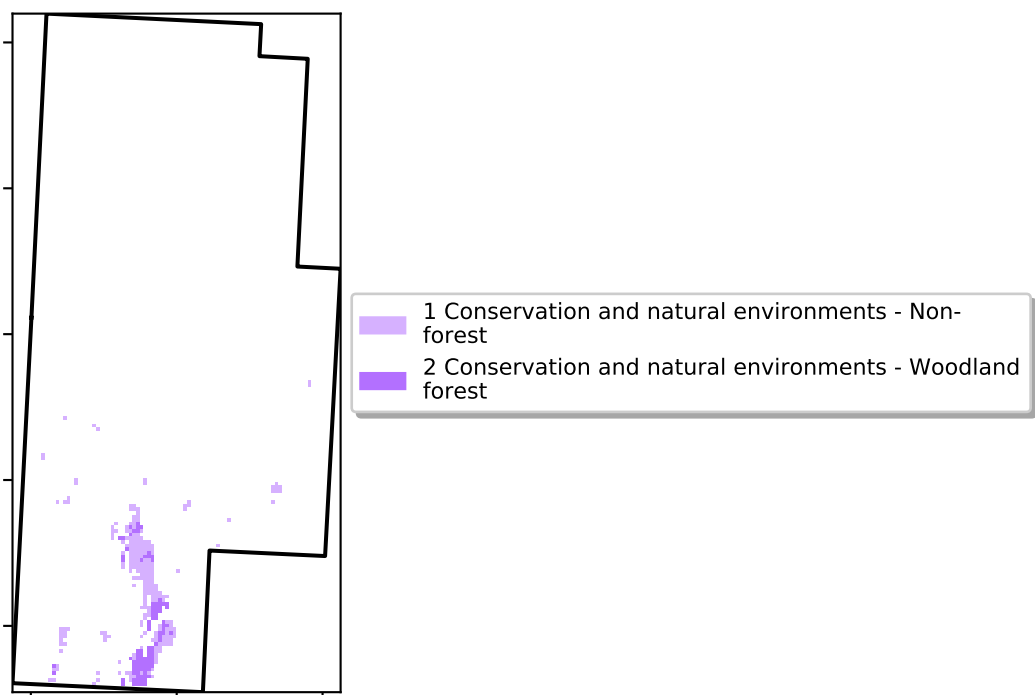 1 Conservation and natural environments - Non-
forest
2 Conservation and natural environments - Woodland
forest